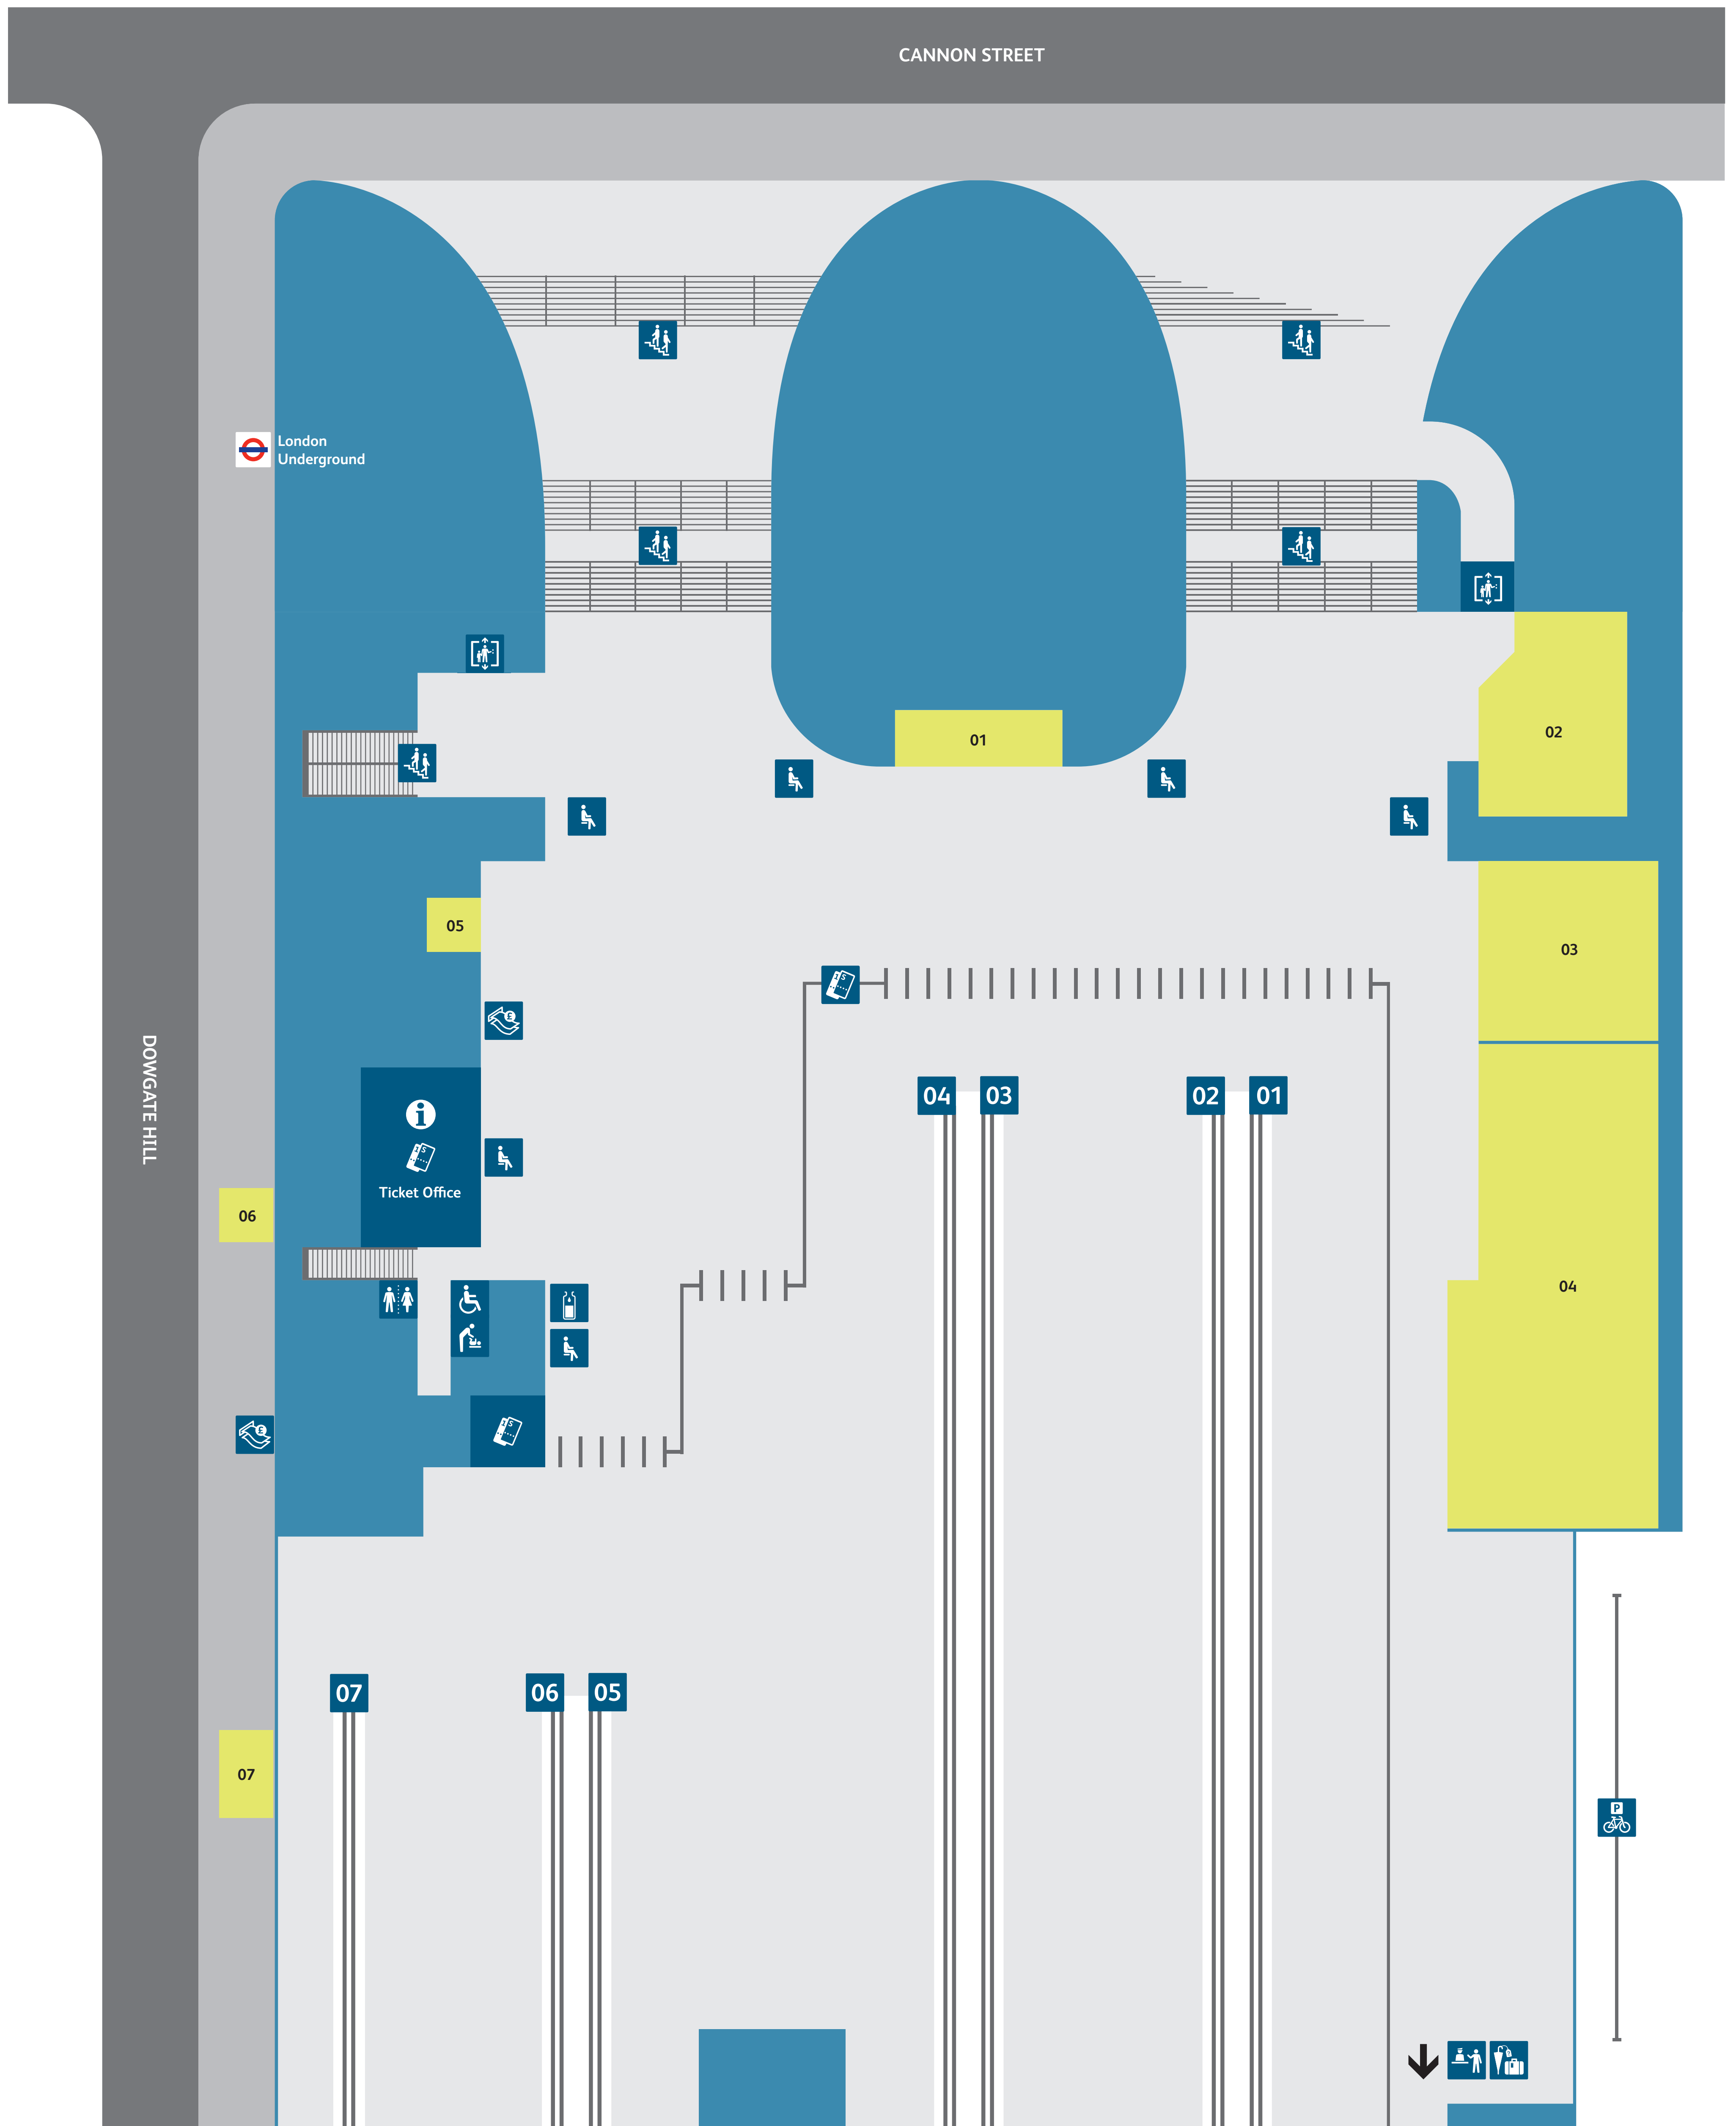 CANNON STREET
London
Underground
01
02
05
03
DOWGATE HILL
04
03
02
01
Ticket Office
06
04
07
06
05
07
P